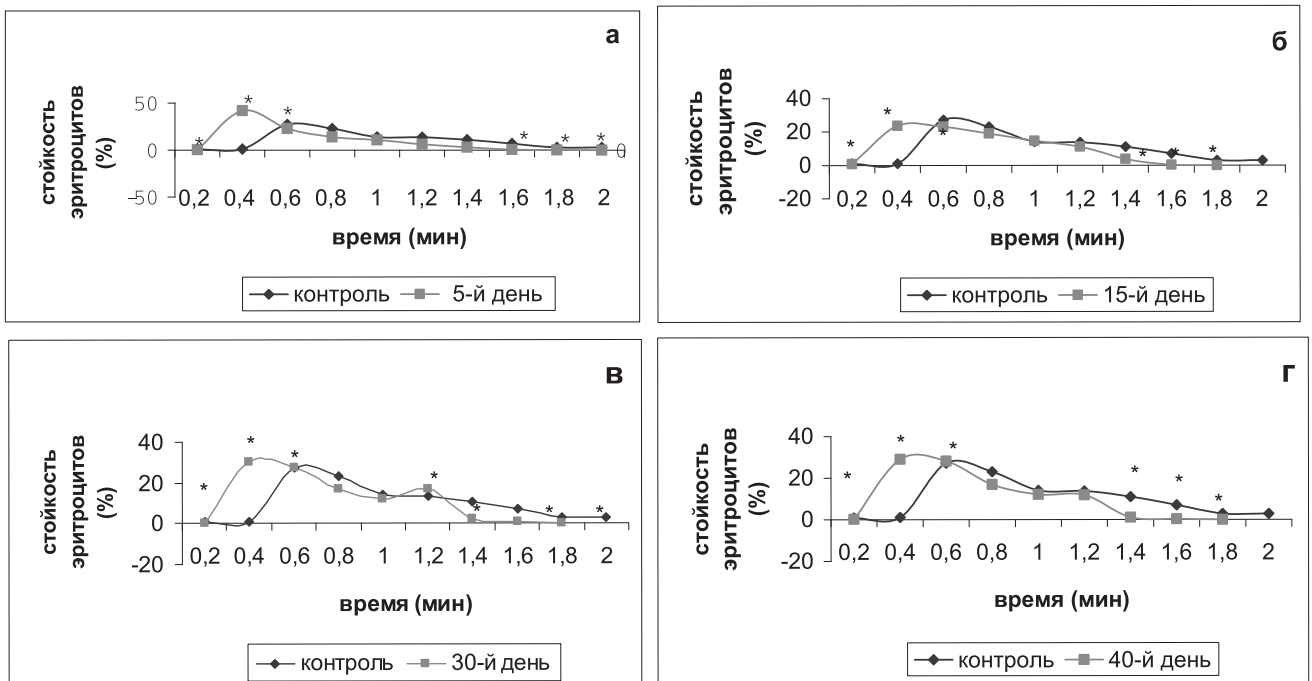 а
стойкость
эритроцитов
(%)
50
0
-50
0,2 0,4 0,6 0,8 1 1,2 1,4 1,6 1,8 2
0
* * * * * *
время (мин)
контроль 5-й день
б
стойкость
эритроцитов
(%)
40
20
0
-20
0,2 0,4 0,6 0,8 1 1,2 1,4 1,6 1,8 2
* * * * * *
время (мин)
контроль 15-й день
в
стойкость
эритроцитов
(%)
40
20
0
-20
0,2 0,4 0,6 0,8 1 1,2 1,4 1,6 1,8 2
* * * * * * *
время (мин)
контроль 30-й день
г
стойкость
эритроцитов
(%)
40
20
0
-20
0,2 0,4 0,6 0,8 1 1,2 1,4 1,6 1,8 2
* * * * * *
время (мин)
контроль 40-й день